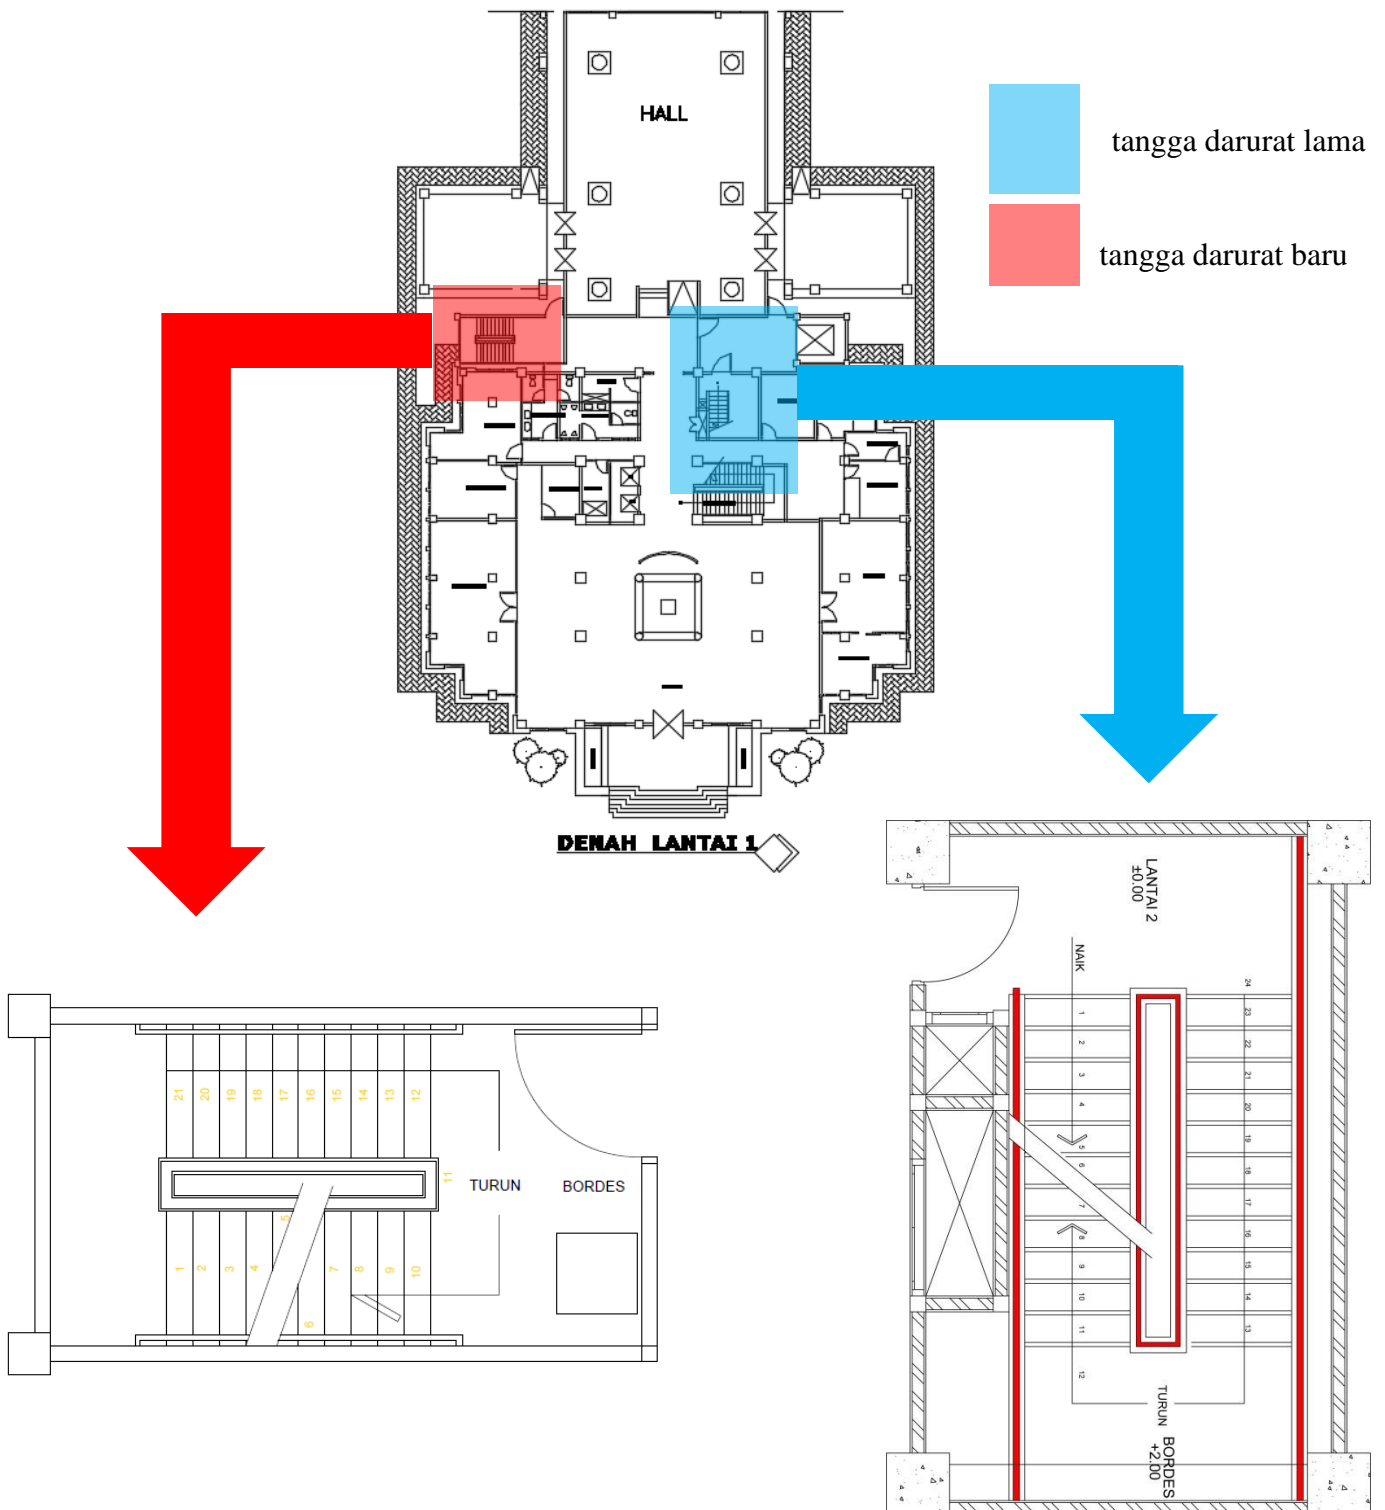 HALL
tangga darurat lama
tangga darurat baru
DENAH LANTAI 1
21 20 19 18 17 16 15 14 13 12
11
TURUN
BORDES
5
1 2 3 4 7 8 9 10
6
LANTAI 2
±0.00
NAIK
24
1 23
2 22
3 21
4 20
5 19
6 18
7 17
8 16
9 15
10 14
11 13
12
TURUN
BORDES
+2.00